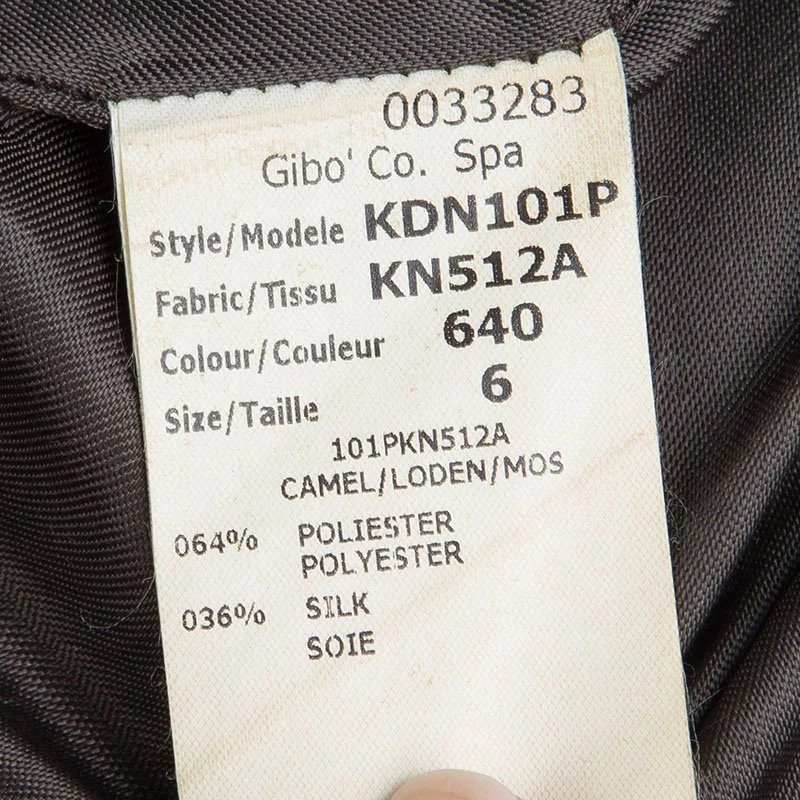 0033283
Gibo' Co. Spa
Style/Modele KDN101P
Fabric/Tissu KN512A
Colour/Couleur 640
Size/Taille 6
101PKN512A
CAMEL/LODEN/MOS
064% POLIESTER
POLYESTER
036% SILK
SOIE